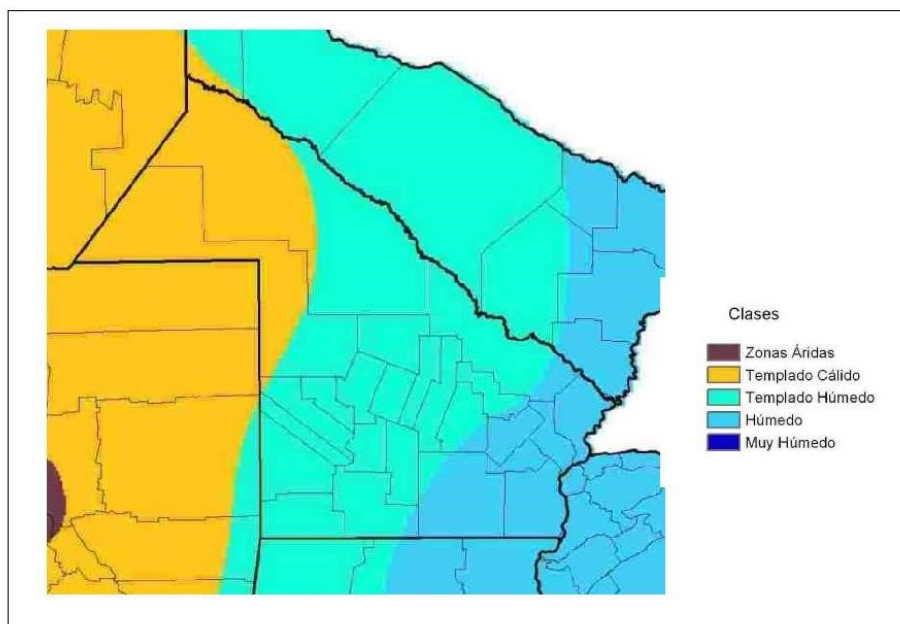 Clases
Zonas Áridas
Templado Cálido
Templado Húmedo
Húmedo
Muy Húmedo